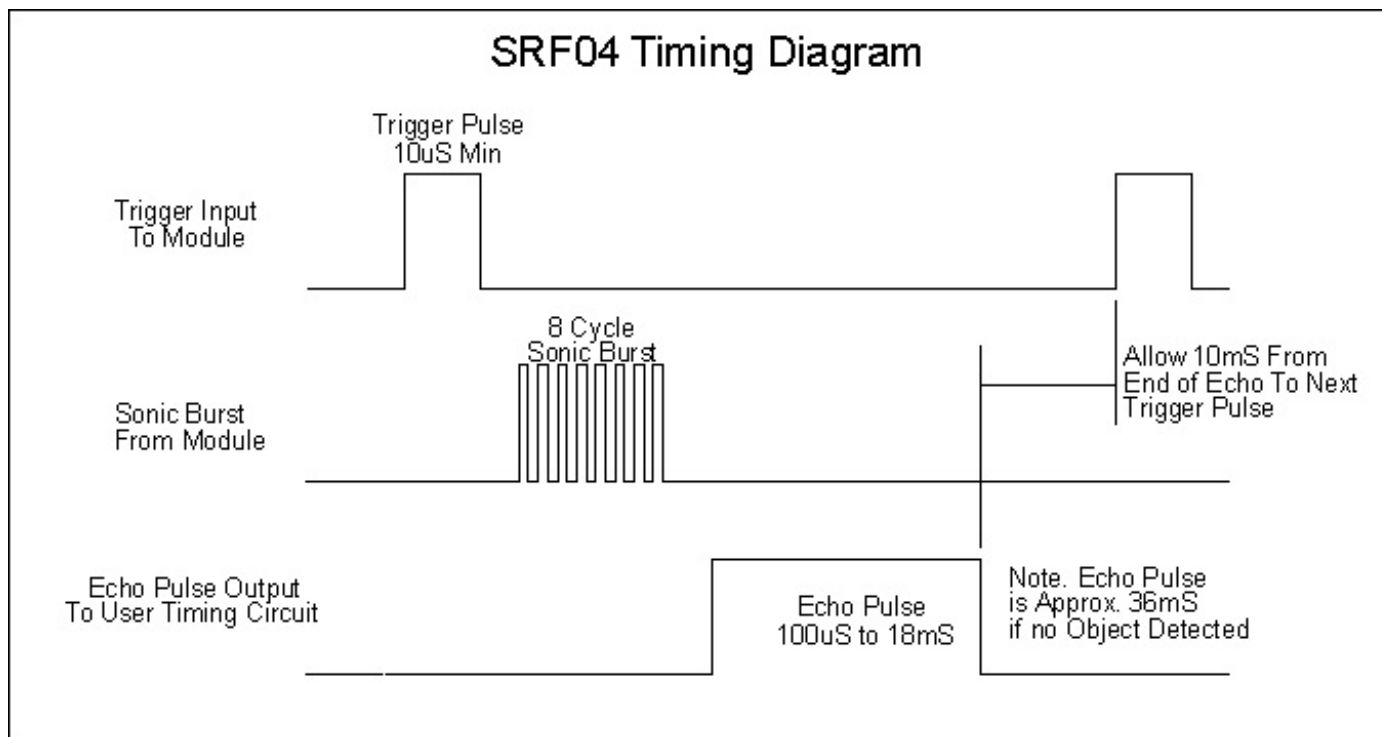 SRF04 Timing Diagram
Trigger Pulse
10uS Min
Trigger Input
To Module
8 Cycle
Sonic Burst
Allow 10mS From
End of Echo To Next
Trigger Pulse
Sonic Burst
From Module
Echo Pulse Output
To User Timing Circuit
Echo Pulse
100uS to 18mS
Note. Echo Pulse
is Approx. 36mS
if no Object Detected